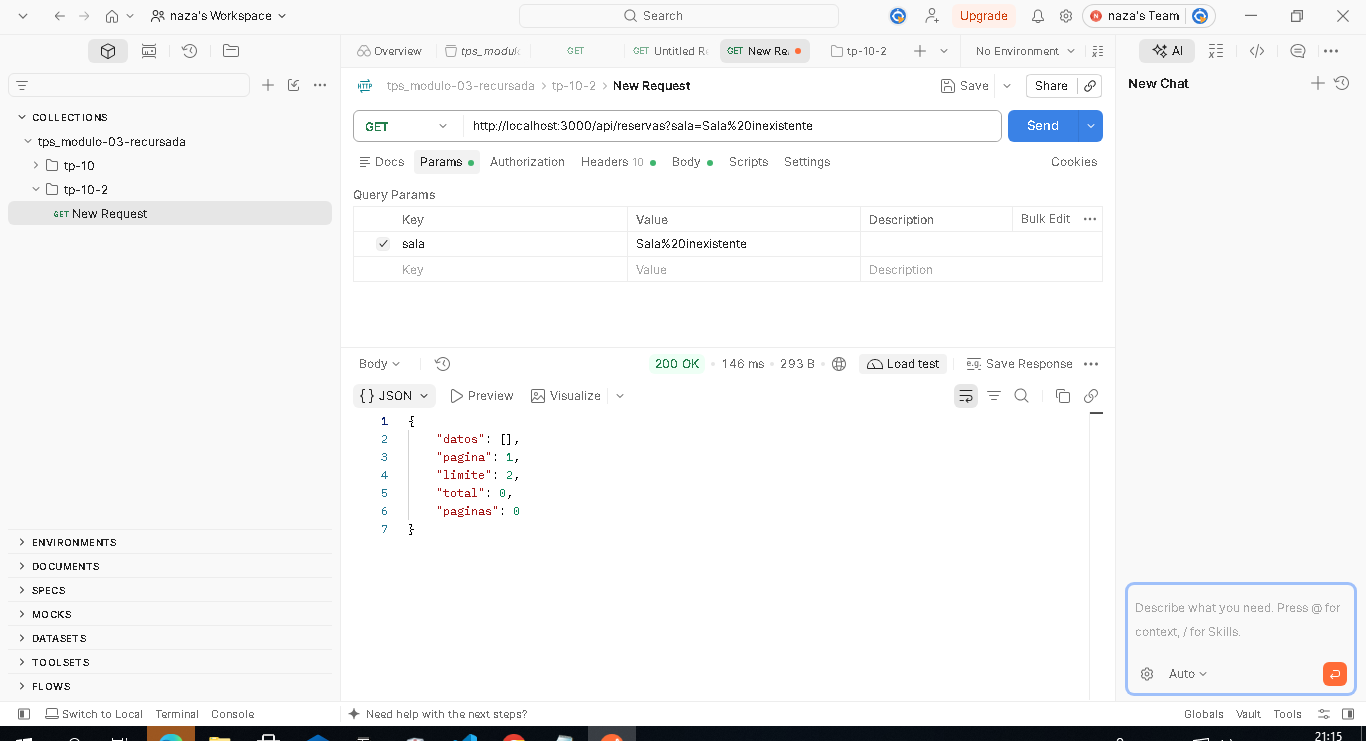 naza's Workspace
Search
Upgrade
N naza's Team
Overview
tps_modulc
GET
GET Untitled R
GET New Re.
tp-10-2
No Environment
AI
HTTP tps_modulc-03-recursada > tp-10-2 > New Request
Save
Share
New Chat
COLLECTIONS
tps_modulc-03-recursada
tp-10
tp-10-2
GET New Request
GET
http://localhost:3000/api/reservas?sala=Sala%20inexistente
Send
Docs Params Authorization Headers 10 Body Scripts Settings Cookies
Query Params
Key Value Description Bulk Edit
sala Sala%20inexistente
Key Value Description
Body
200 OK 146 ms 293 B Load test e.g. Save Response
{} JSON Preview Visualize
1 {
2 "datos": [],
3 "pagina": 1,
4 "limite": 2,
5 "total": 0,
6 "paginas": 0
7 }
ENVIRONMENTS
DOCUMENTS
SPECS
MOCKS
DATASETS
TOOLSETS
FLOWS
Describe what you need. Press @ for
context, / for Skills.
Auto
Switch to Local Terminal Console
Need help with the next steps?
Globals Vault Tools
21:15